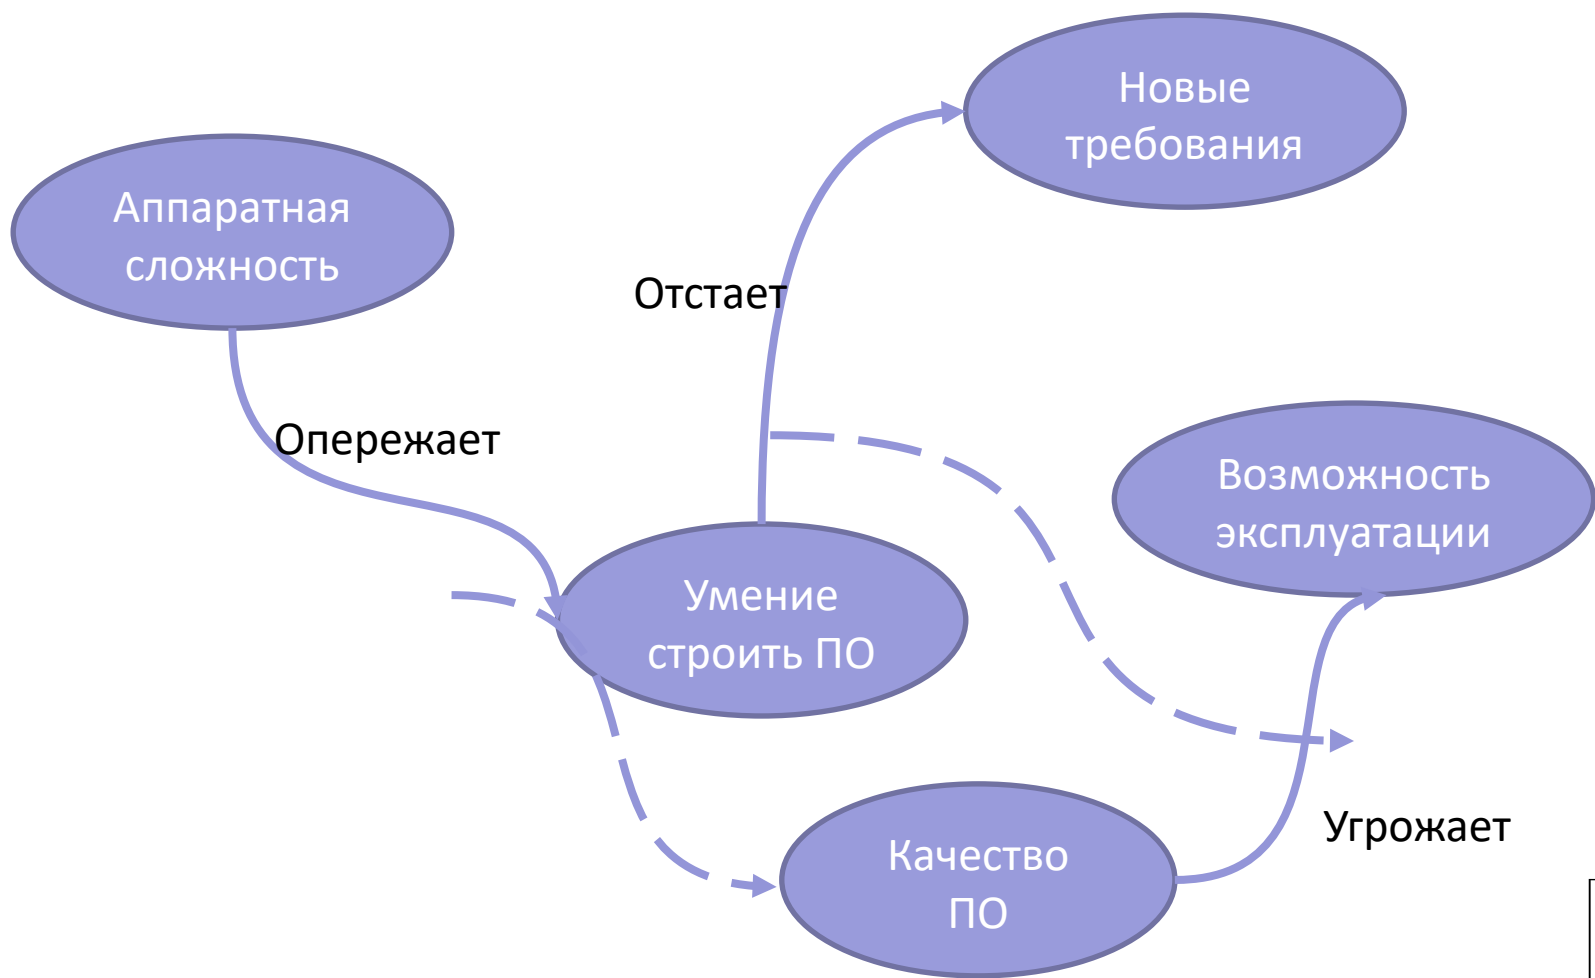 Новые
требования
Аппаратная
сложность
Отстает
Опережает
Возможность
эксплуатации
Умение
строить ПО
Угрожает
Качество
ПО